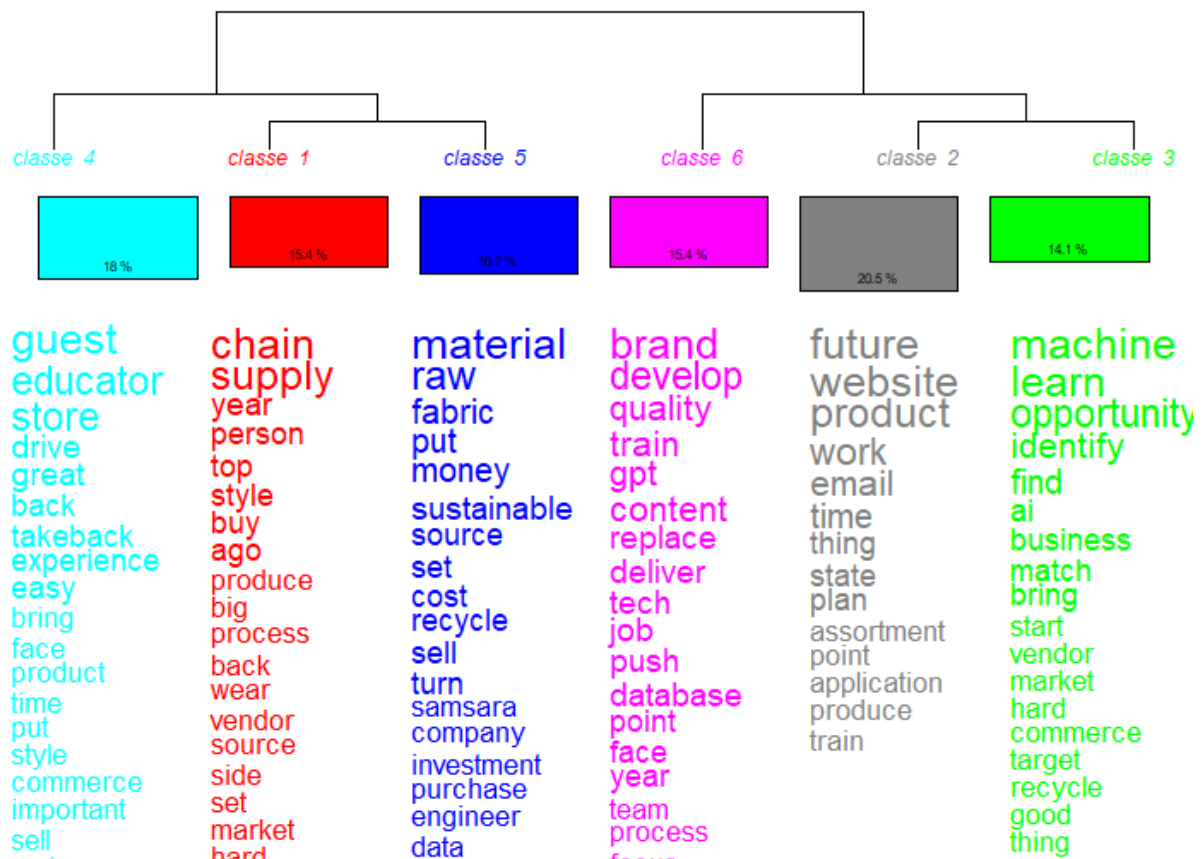 classe 4
classe 1
classe 5
classe 6
classe 2
classe 3
18 %
15.4 %
16.7 %
15.4 %
20.5 %
14.1 %
guest
educator
store
drive
great
back
takeback
experience
easy
bring
face
product
time
put
style
commerce
important
sell
chain
supply
year
person
top
style
buy
ago
produce
big
process
back
wear
vendor
source
side
set
market
hard
material
raw
fabric
put
money
sustainable
source
set
cost
recycle
sell
turn
samsara
company
investment
purchase
engineer
data
brand
develop
quality
train
gpt
content
replace
deliver
tech
job
push
database
point
face
year
team
process
focus
future
website
product
work
email
time
thing
state
plan
assortment
point
application
produce
train
machine
learn
opportunity
identify
find
ai
business
match
bring
start
vendor
market
hard
commerce
target
recycle
good
thing